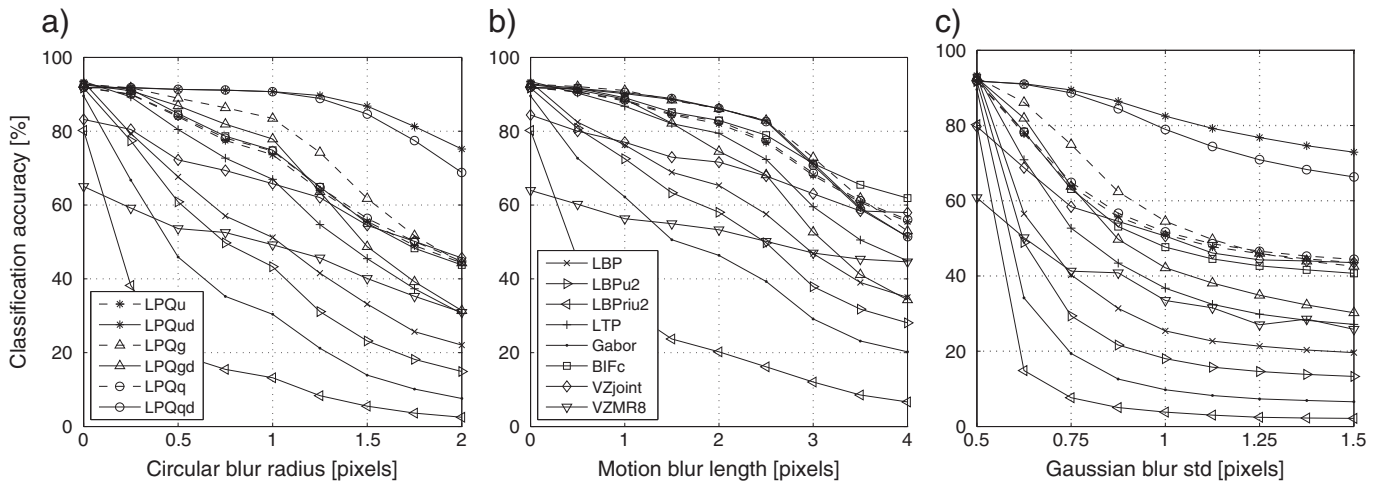 a)
Classification accuracy [%]
100
80
60
40
20
0
LPQu
LPQud
LPQg
LPQgd
LPQq
LPQqd
0
0.5
1
1.5
2
Circular blur radius [pixels]
b)
100
80
60
40
20
0
LBP
LBPu2
LBPriu2
LTP
Gabor
BIFc
VZjoint
VZMR8
0
1
2
3
4
Motion blur length [pixels]
c)
100
80
60
40
20
0
0.5
0.75
1
1.25
1.5
Gaussian blur std [pixels]